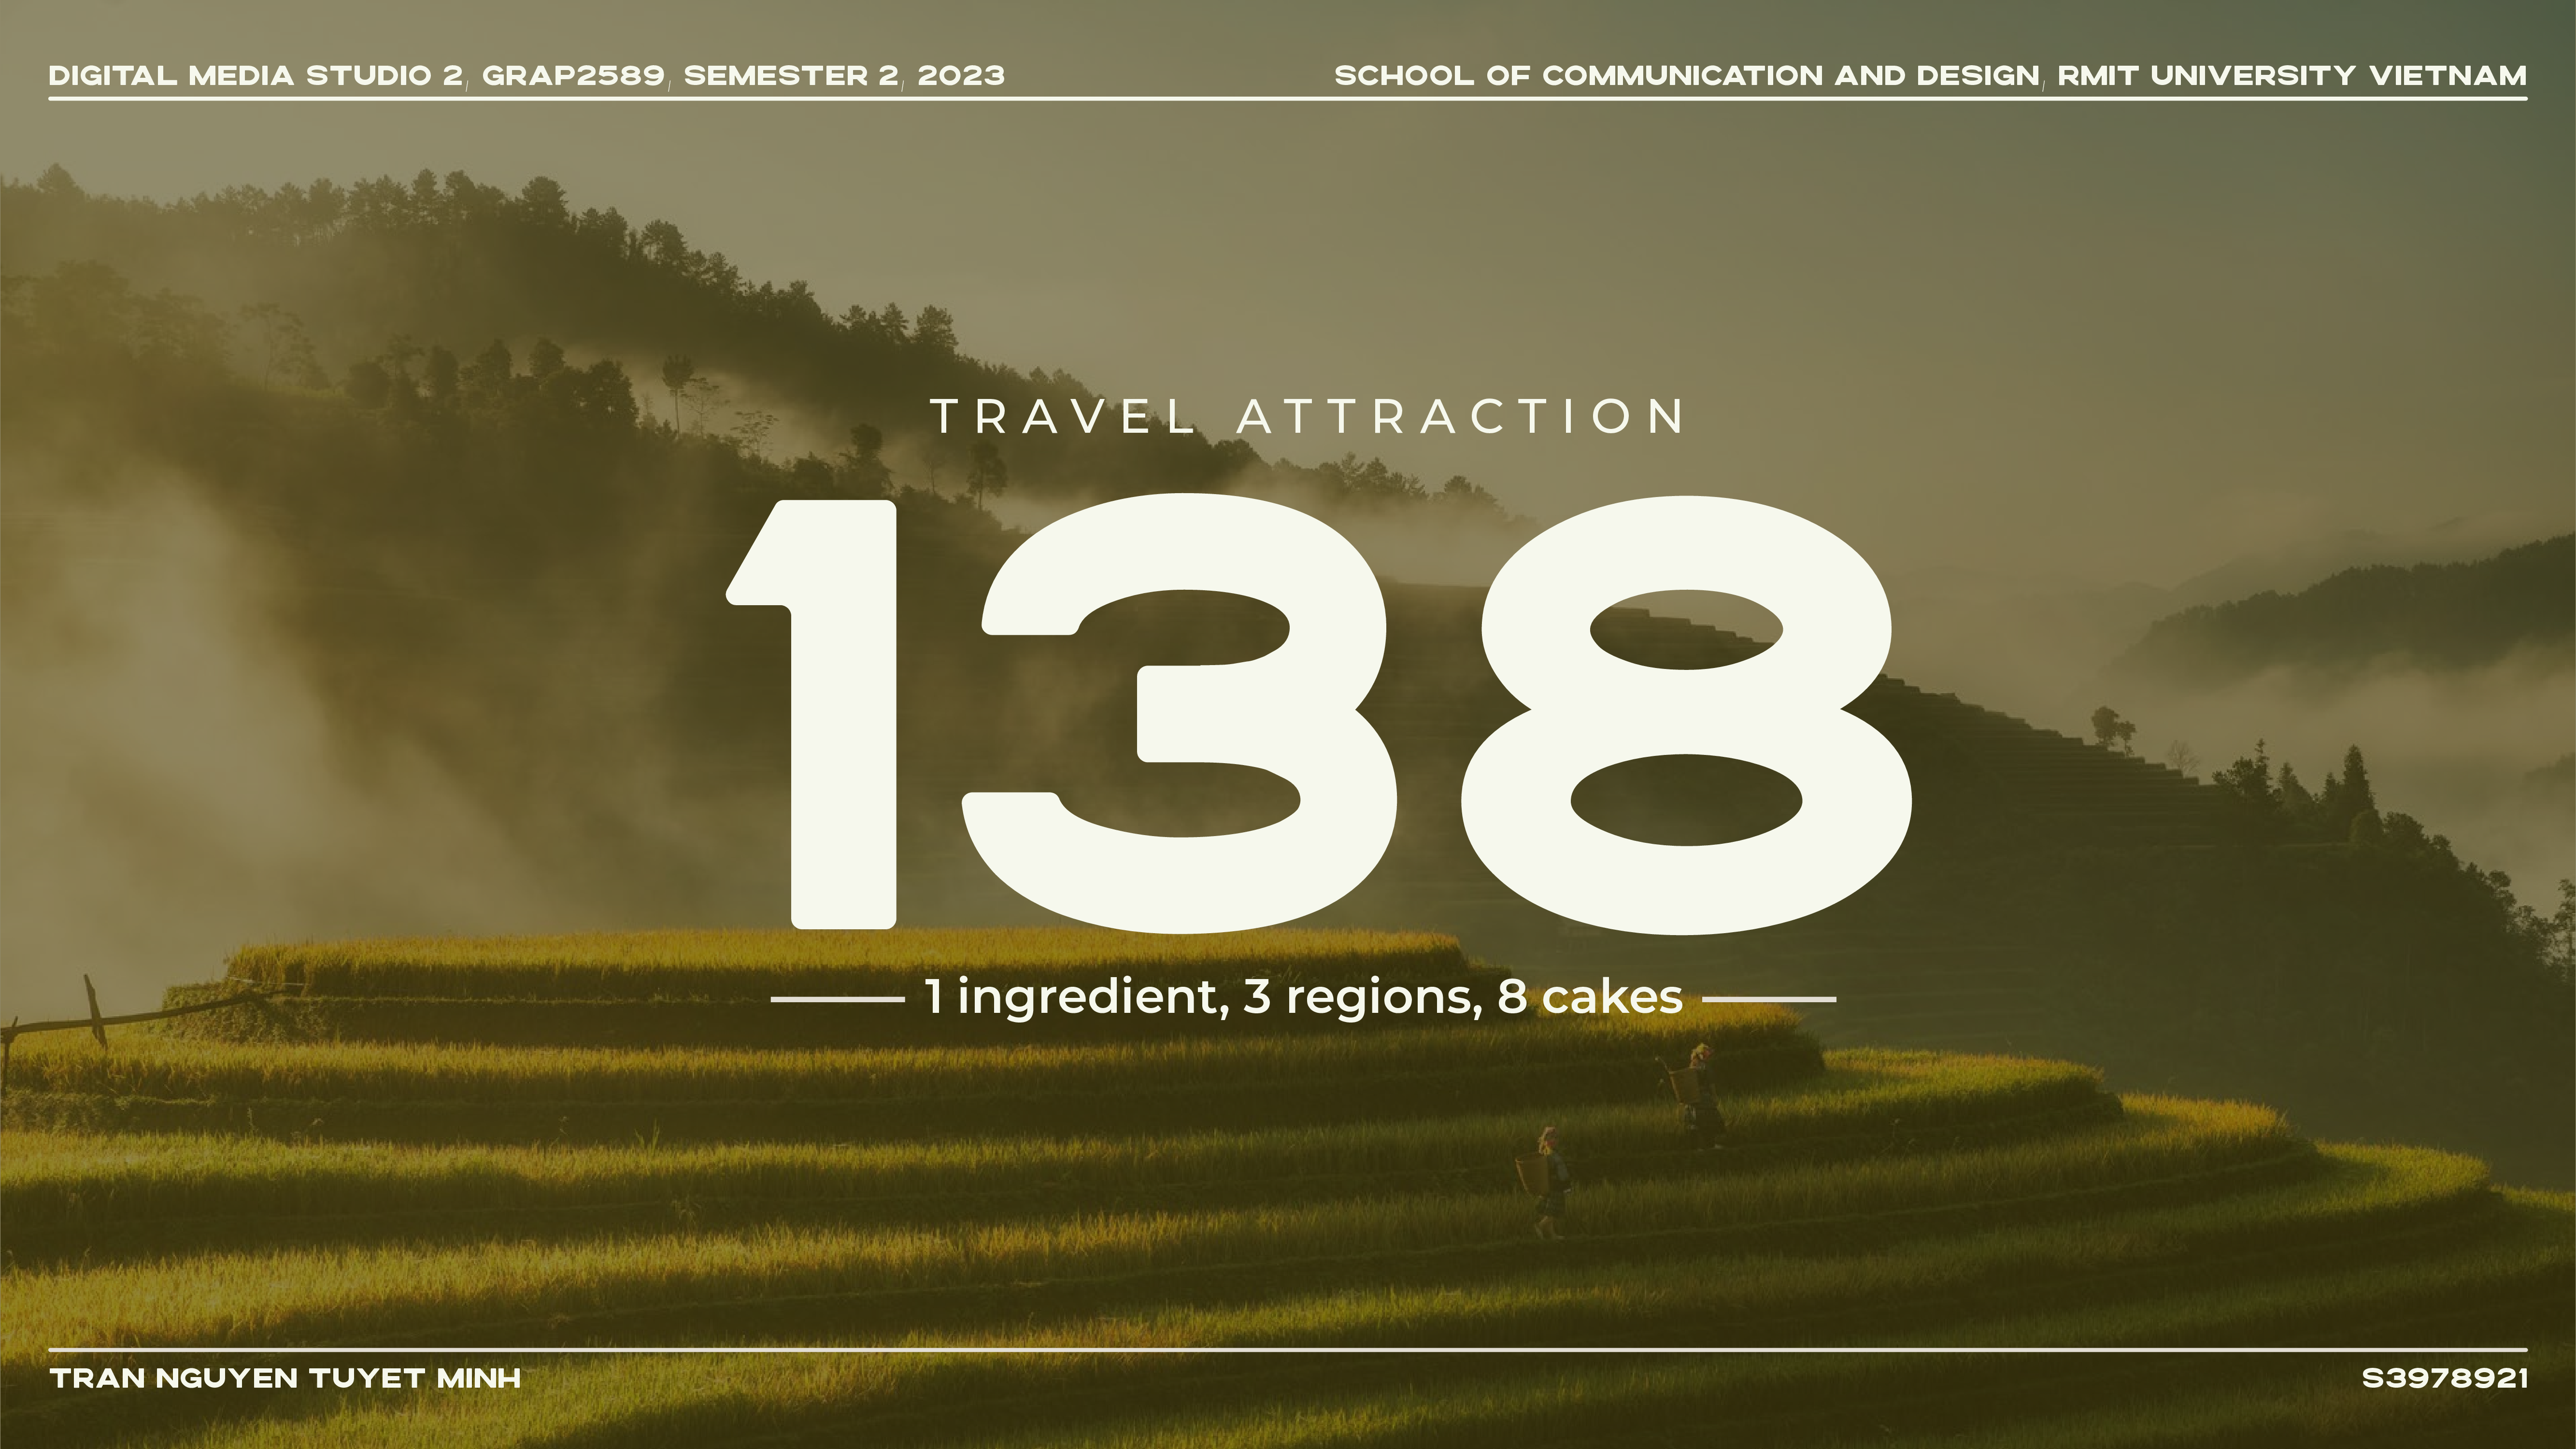 DIGITAL MEDIA STUDIO 2, GRAP2589, SEMESTER 2, 2023
SCHOOL OF COMMUNICATION AND DESIGN, RMIT UNIVERSITY VIETNAM
TRAVEL ATTRACTION
138
1 ingredient, 3 regions, 8 cakes
TRAN NGUYEN TUYET MINH
S3978921